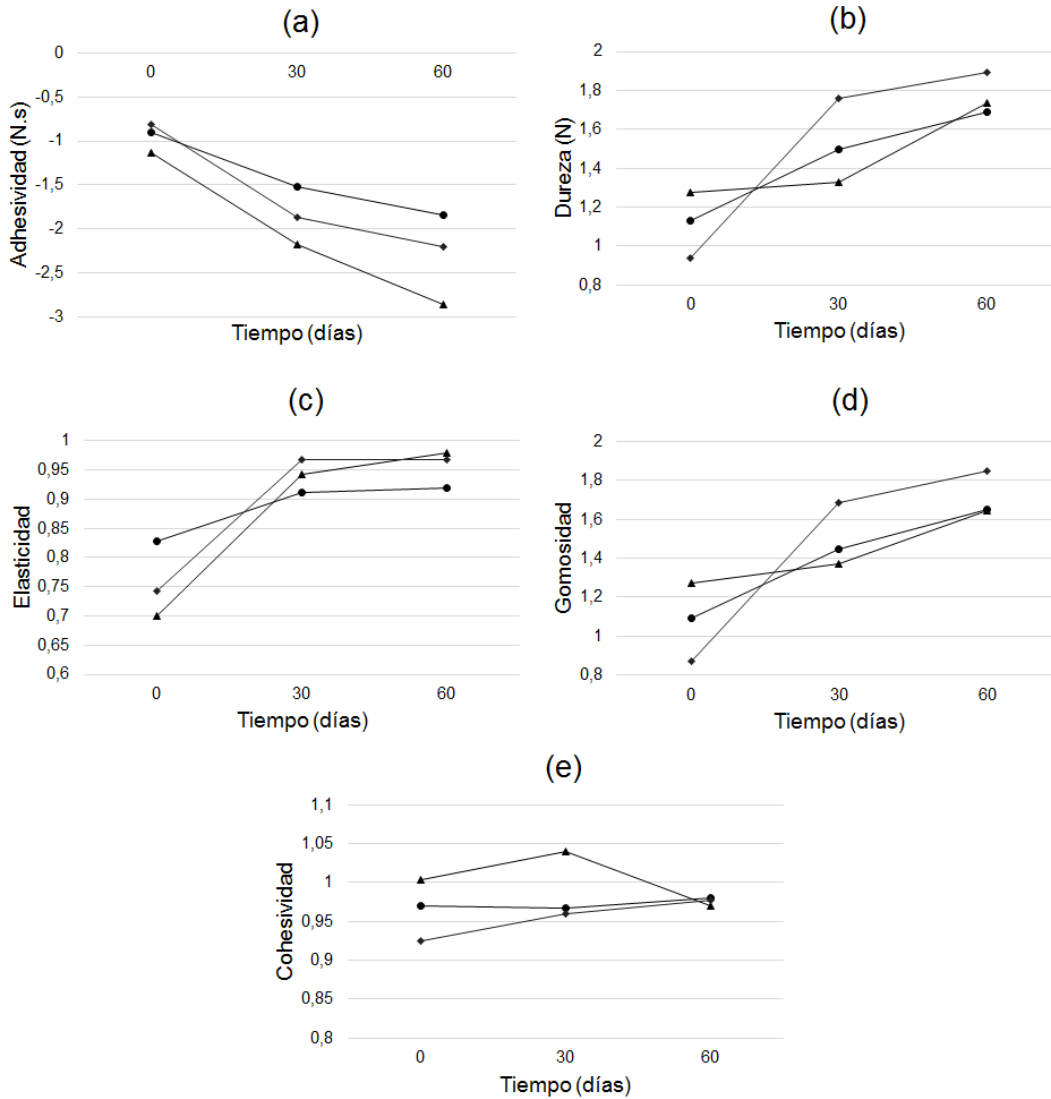 (a)
0
0 30 60
-0,5
-1
-1,5
-2
-2,5
-3
Adhesividad (N.s)
Tiempo (días)
(b)
2
1,8
1,6
1,4
1,2
1
0,8
Dureza (N)
0 30 60
Tiempo (días)
(c)
1
0,95
0,9
0,85
0,8
0,75
0,7
0,65
0,6
Elasticidad
0 30 60
Tiempo (días)
(d)
2
1,8
1,6
1,4
1,2
1
0,8
Gomosidad
0 30 60
Tiempo (días)
(e)
1,1
1,05
1
0,95
0,9
0,85
0,8
Cohesividad
0 30 60
Tiempo (días)